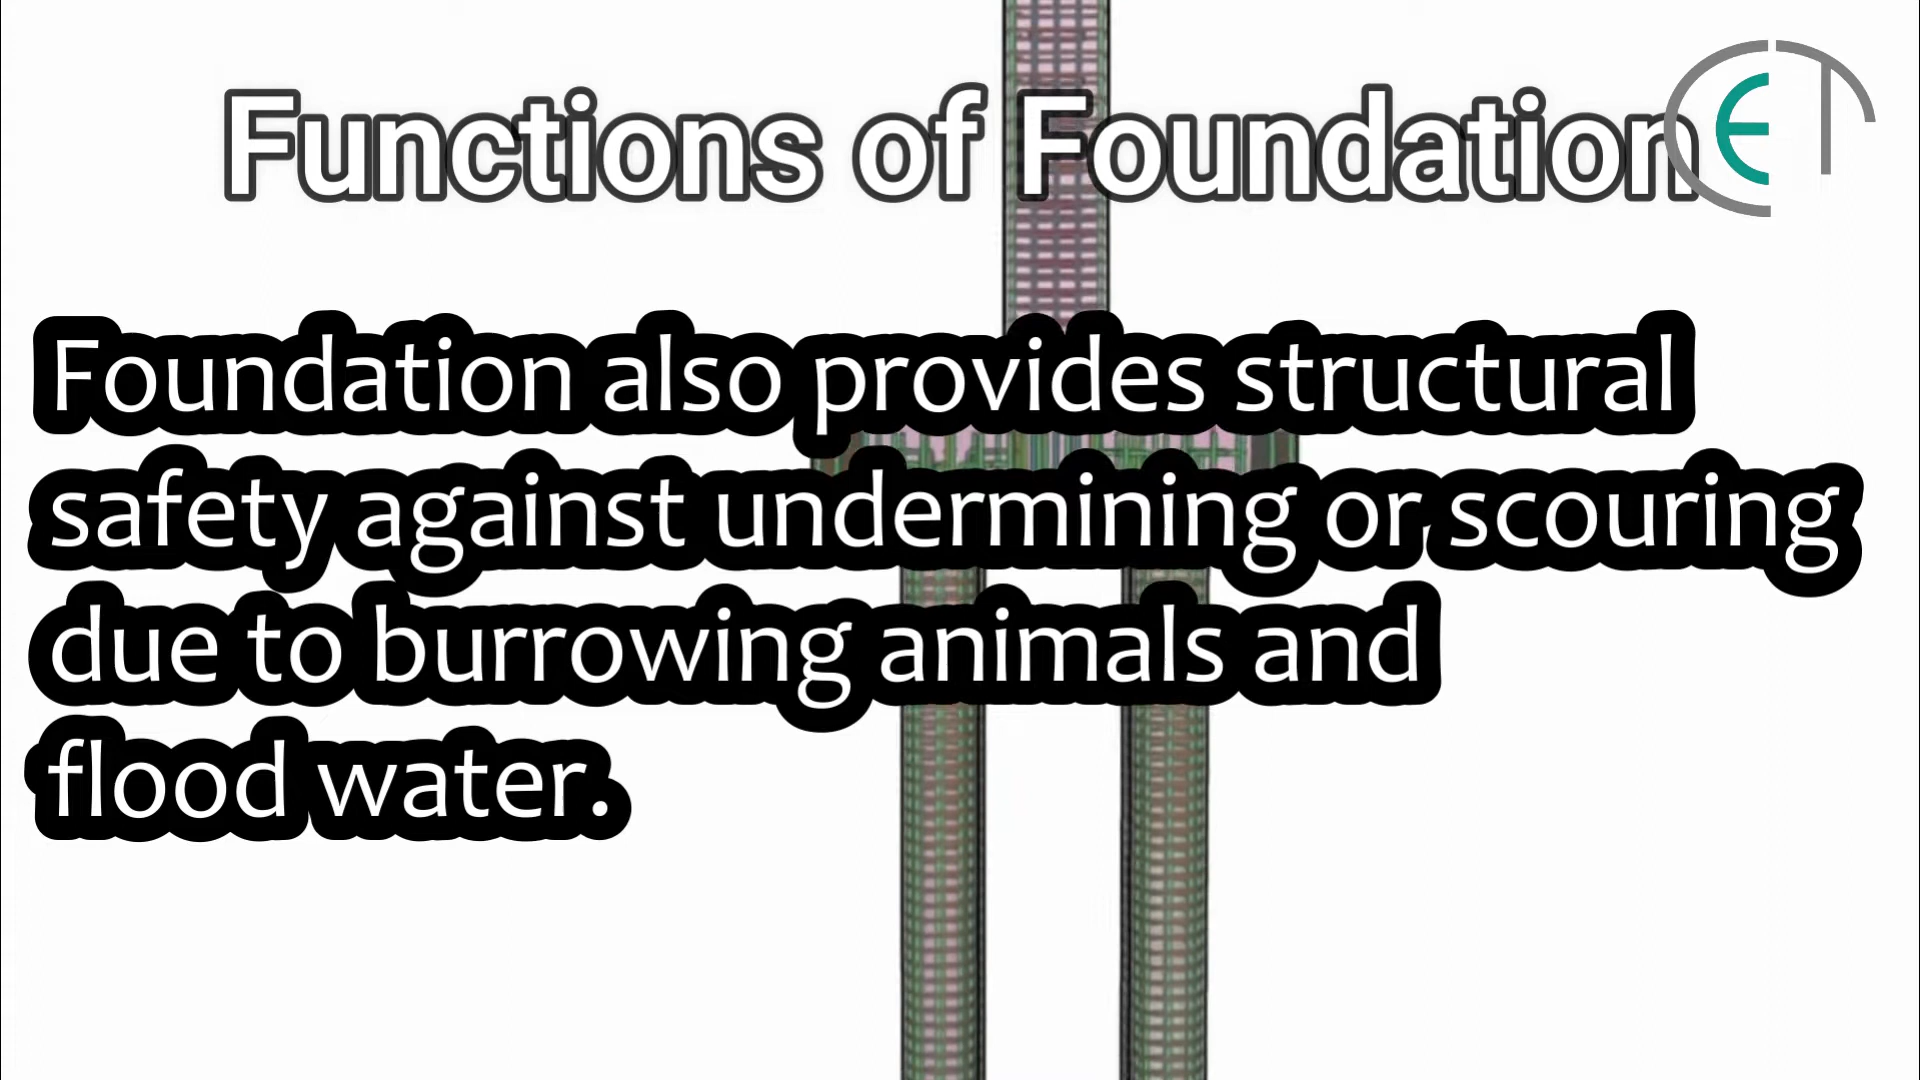 Functions of Foundation
CET
Foundation also provides structural
safety against undermining or scouring
due to burrowing animals and
flood water.